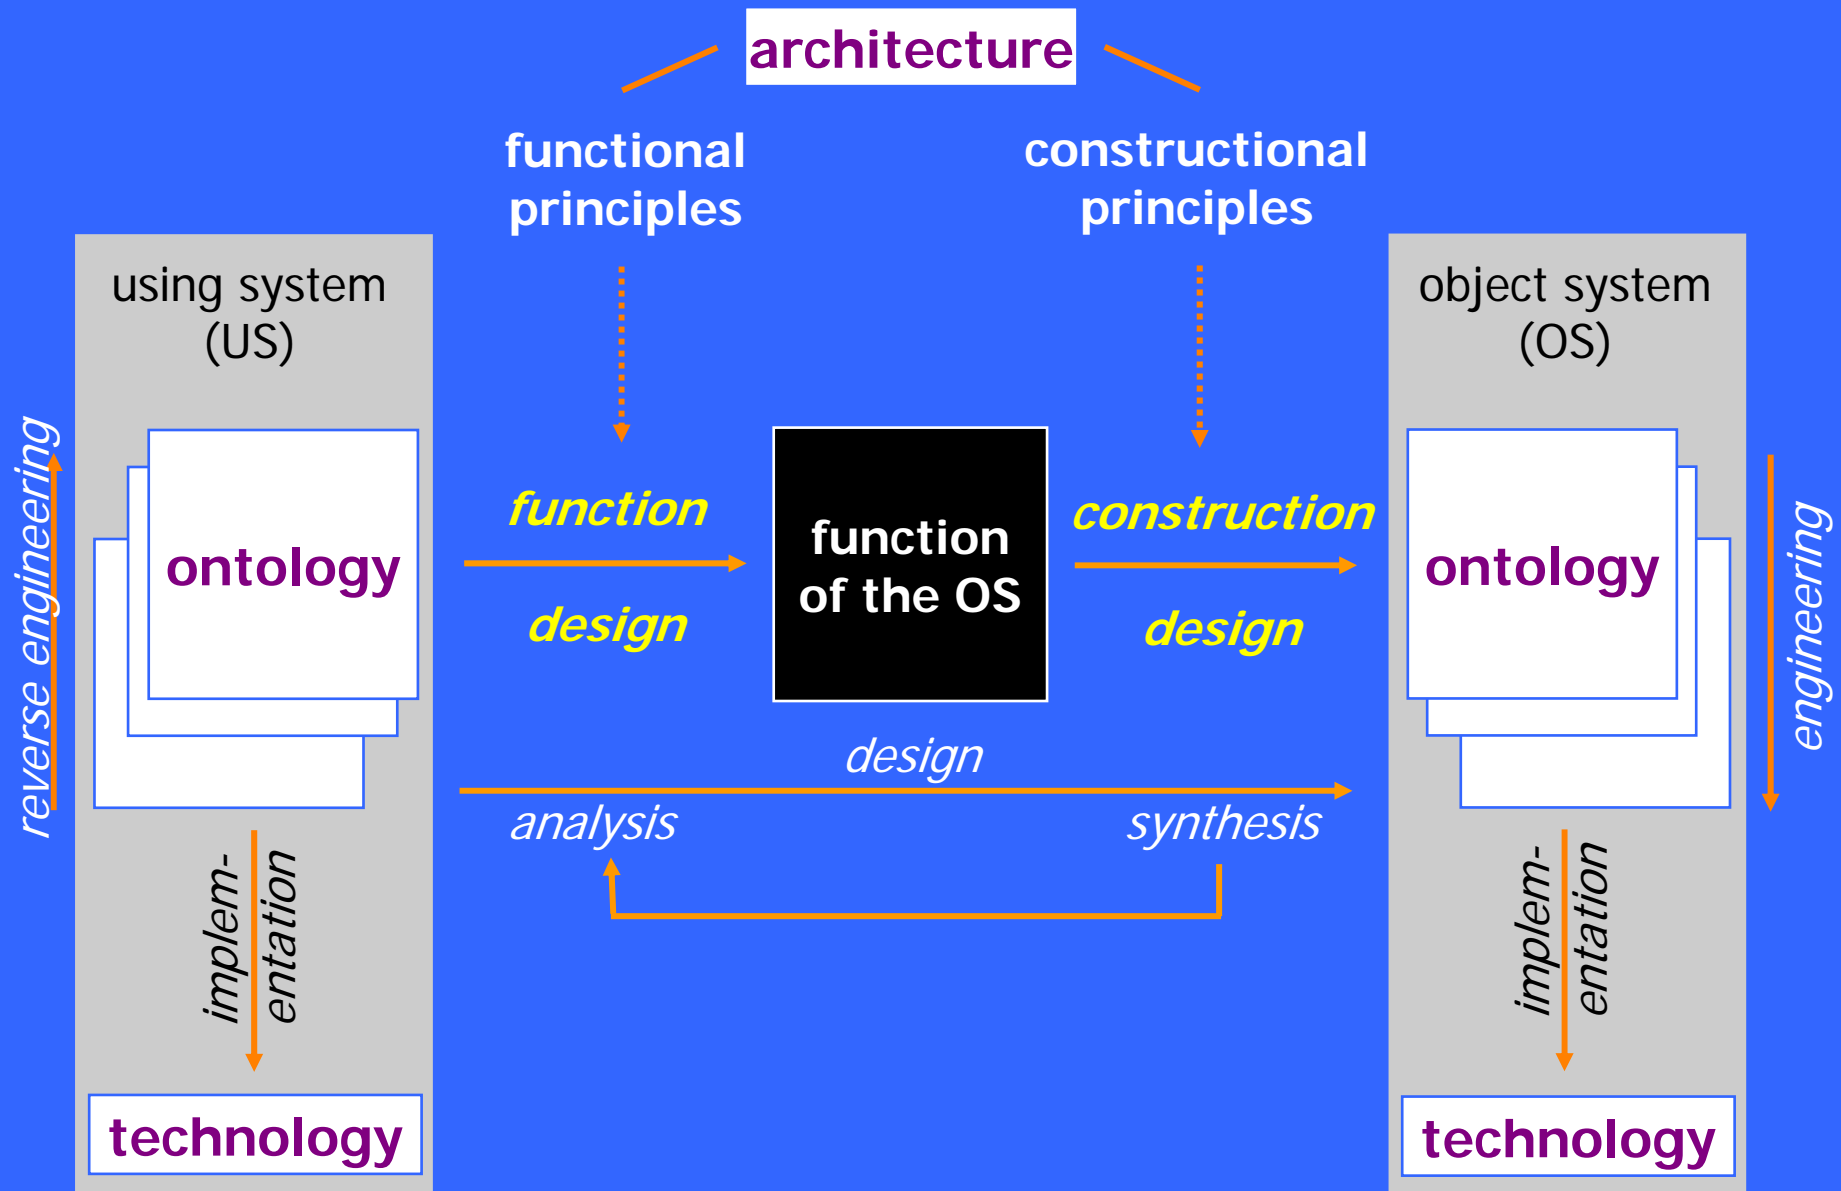 architecture
functional
principles
constructional
principles
using system
(US)
object system
(OS)
reverse engineering
ontology
function
design
function
of the OS
construction
design
ontology
engineering
design
analysis
synthesis
implem-
entation
implem-
entation
technology
technology